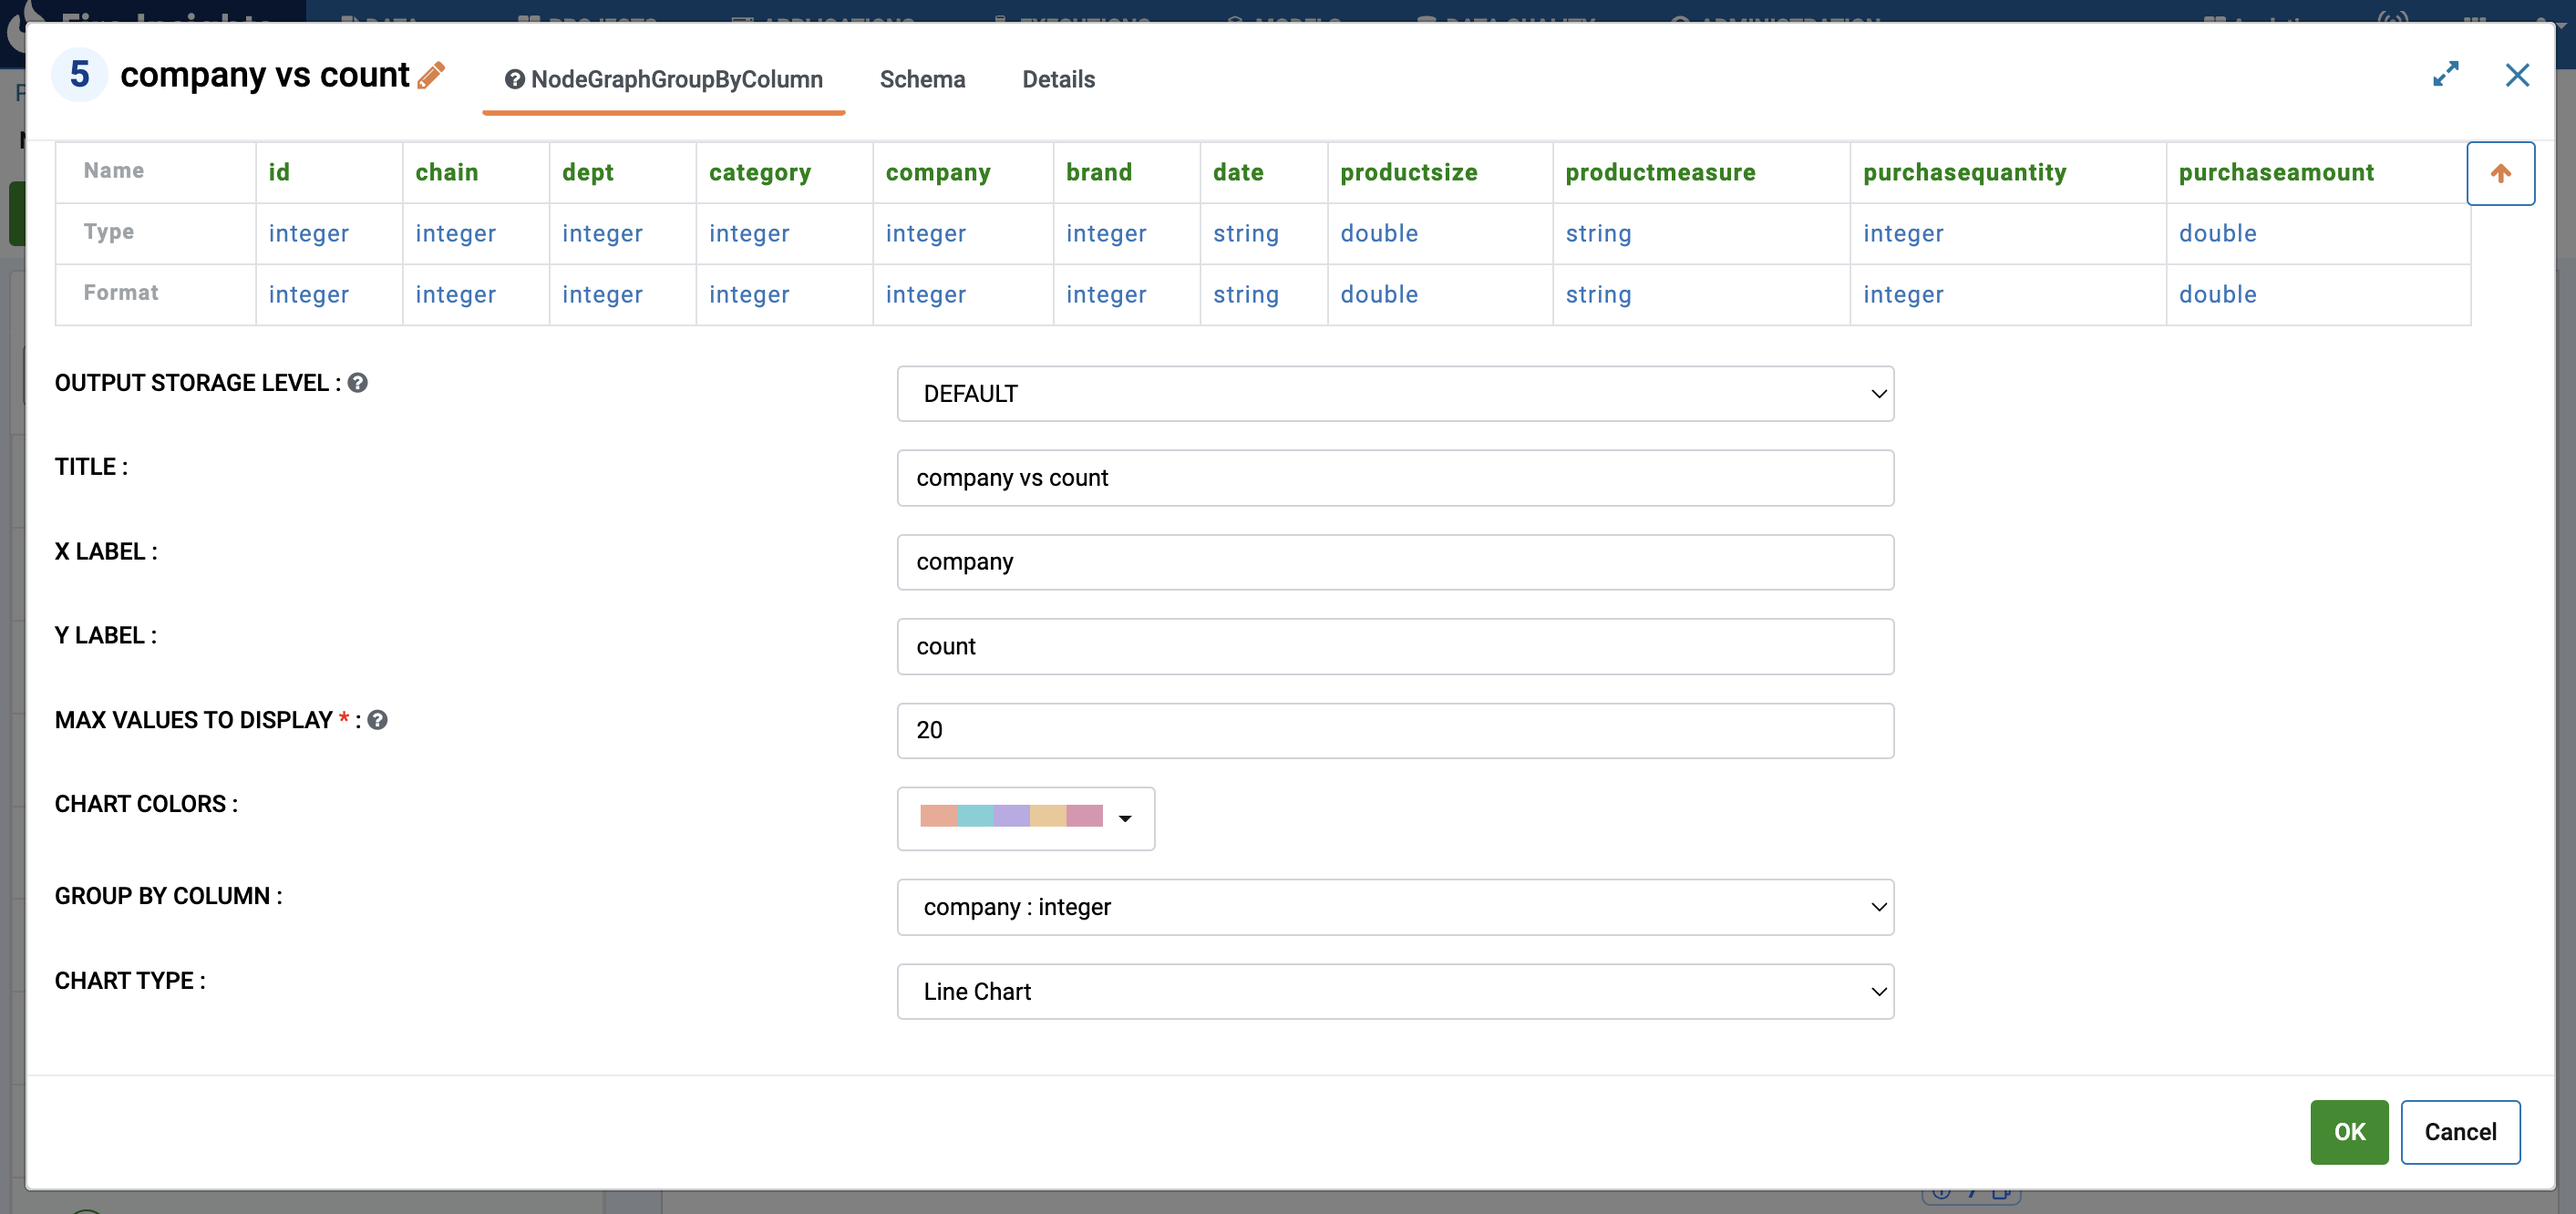 5 company vs count NodeGraphGroupByColumn Schema Details
Name id chain dept category company brand date productsize productmeasure purchasequantity purchaseamount
Type integer integer integer integer integer integer string double string integer double
Format integer integer integer integer integer integer string double string integer double
OUTPUT STORAGE LEVEL : DEFAULT
TITLE : company vs count
X LABEL : company
Y LABEL : count
MAX VALUES TO DISPLAY * : 20
CHART COLORS :
GROUP BY COLUMN : company : integer
CHART TYPE : Line Chart
OK Cancel